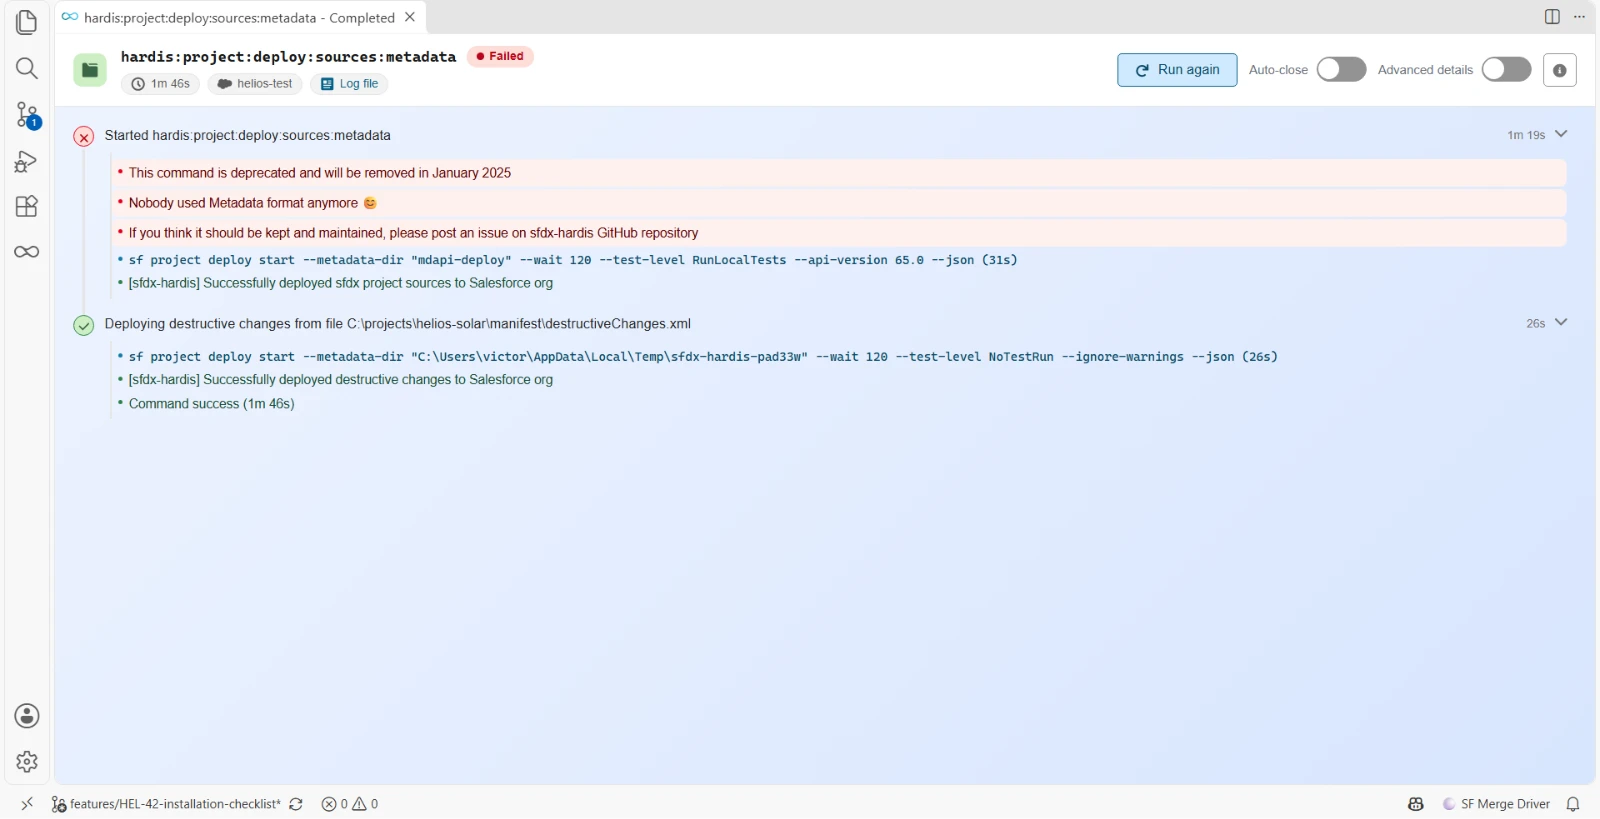 hardis:project:deploy:sources:metadata - Completed
hardis:project:deploy:sources:metadata
Failed
1m 46s
helios-test
Log file
Run again
Auto-close
Advanced details
1
Started hardis:project:deploy:sources:metadata
1m 19s
• This command is deprecated and will be removed in January 2025
• Nobody used Metadata format anymore 😊
• If you think it should be kept and maintained, please post an issue on sfdx-hardis GitHub repository
• sf project deploy start --metadata-dir "mdapi-deploy" --wait 120 --test-level RunLocalTests --api-version 65.0 --json (31s)
• [sfdx-hardis] Successfully deployed sfdx project sources to Salesforce org
Deploying destructive changes from file C:\projects\helios-solar\manifest\destructiveChanges.xml
26s
• sf project deploy start --metadata-dir "C:\Users\victor\AppData\Local\Temp\sfdx-hardis-pad33w" --wait 120 --test-level NoTestRun --ignore-warnings --json (26s)
• [sfdx-hardis] Successfully deployed destructive changes to Salesforce org
• Command success (1m 46s)
features/HEL-42-installation-checklist*
0
0
SF Merge Driver